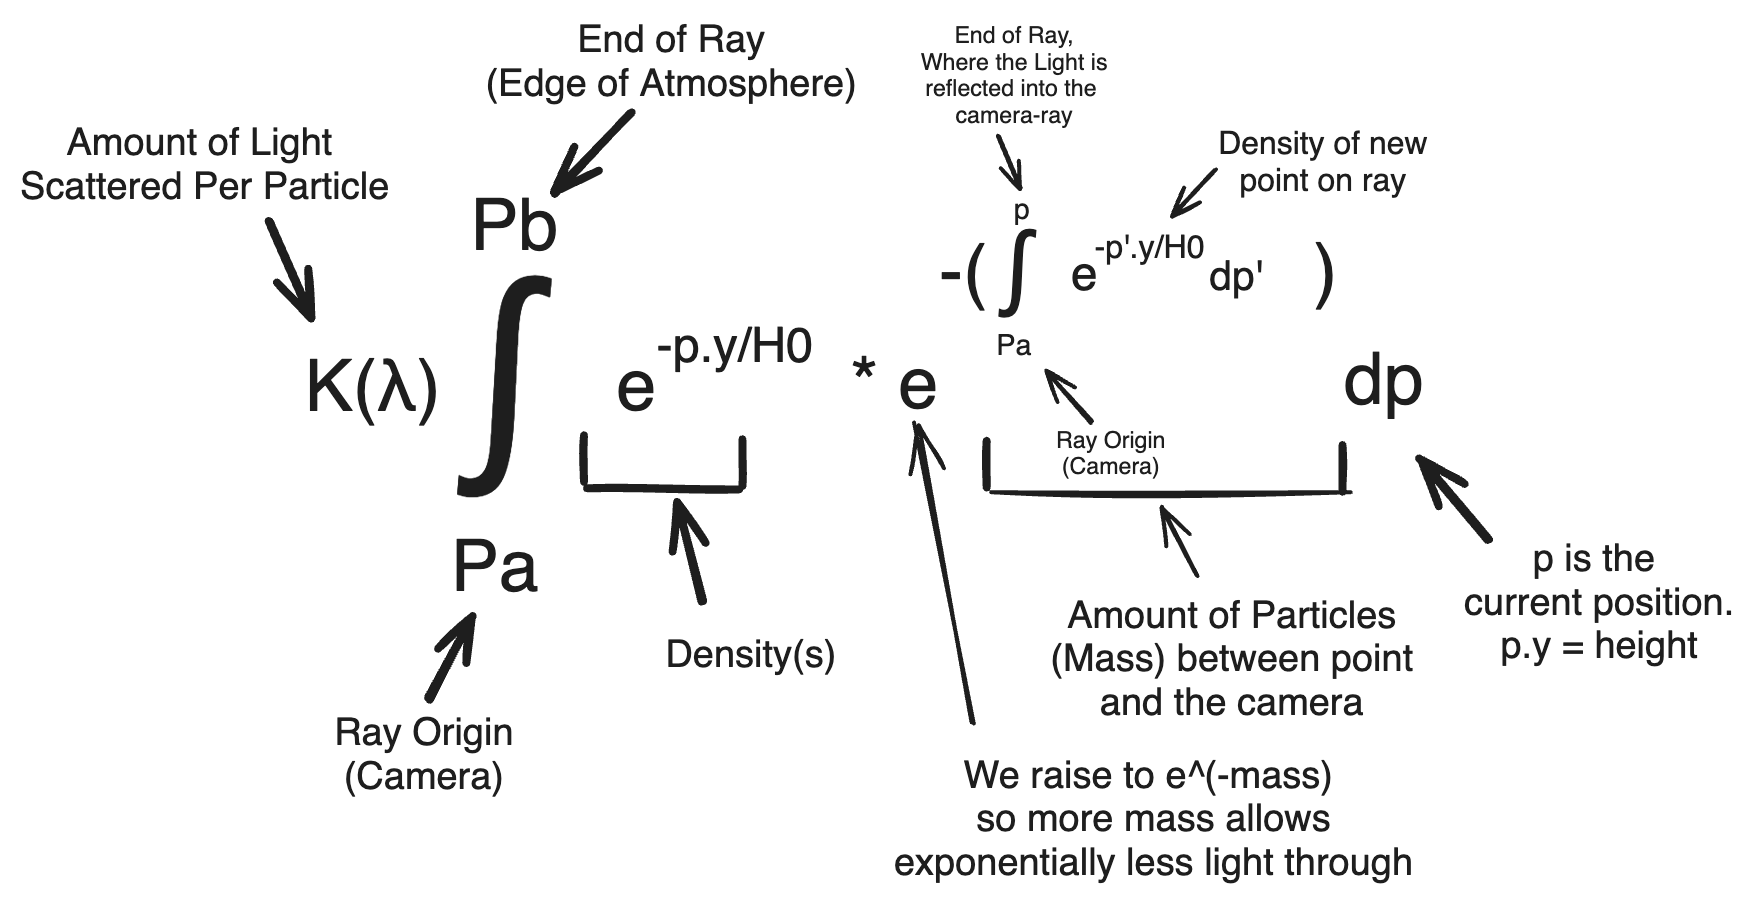 End of Ray
(Edge of Atmosphere)
End of Ray,
Where the Light is
reflected into the
camera-ray
Amount of Light
Scattered Per Particle
Density of new
point on ray
Pb
p
-( ∫ e^-p'.y/H0 dp' )
Pa
K(λ) ∫ e^-p.y/H0 * e dp
Ray Origin
(Camera)
Pa
p is the
current position.
p.y = height
Density(s)
Amount of Particles
(Mass) between point
and the camera
Ray Origin
(Camera)
We raise to e^(-mass)
so more mass allows
exponentially less light through